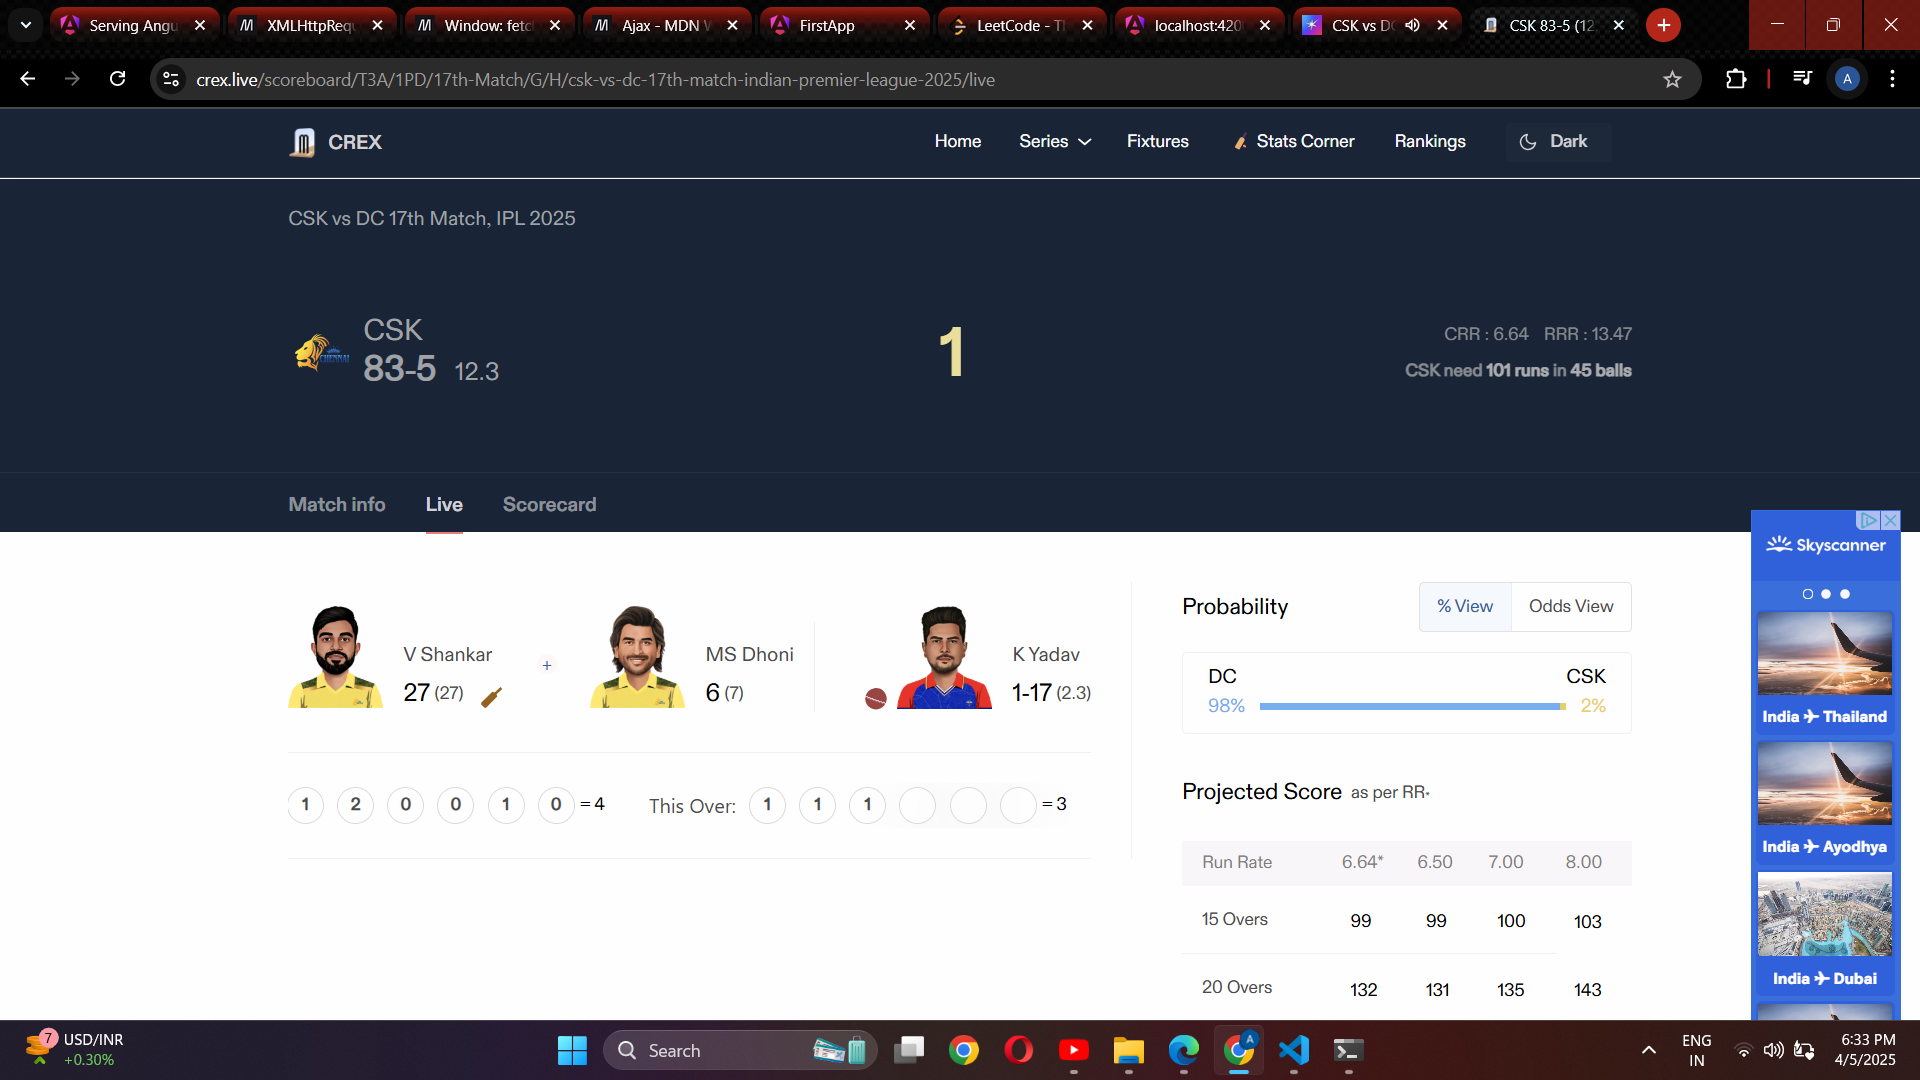 Serving Angu
XMLHttpRequ
Window: fetc
Ajax - MDN W
FirstApp
LeetCode - Th
localhost:420
CSK vs DC
CSK 83-5 (12
crex.live/scoreboard/T3A/1PD/17th-Match/G/H/csk-vs-dc-17th-match-indian-premier-league-2025/live
A
CREX
Home
Series
Fixtures
Stats Corner
Rankings
Dark
CSK vs DC 17th Match, IPL 2025
CSK
83-5 12.3
1
CRR : 6.64 RRR : 13.47
CSK need 101 runs in 45 balls
Match info
Live
Scorecard
V Shankar
27 (27)
+
MS Dhoni
6 (7)
K Yadav
1-17 (2.3)
1 2 0 0 1 0 = 4
This Over: 1 1 1 = 3
Probability
% View
Odds View
DC
CSK
98%
2%
Projected Score as per RR*
Run Rate 6.64* 6.50 7.00 8.00
15 Overs 99 99 100 103
20 Overs 132 131 135 143
Skyscanner
India ✈ Thailand
India ✈ Ayodhya
India ✈ Dubai
7
USD/INR
+0.30%
Search
A
ENG
IN
6:33 PM
4/5/2025